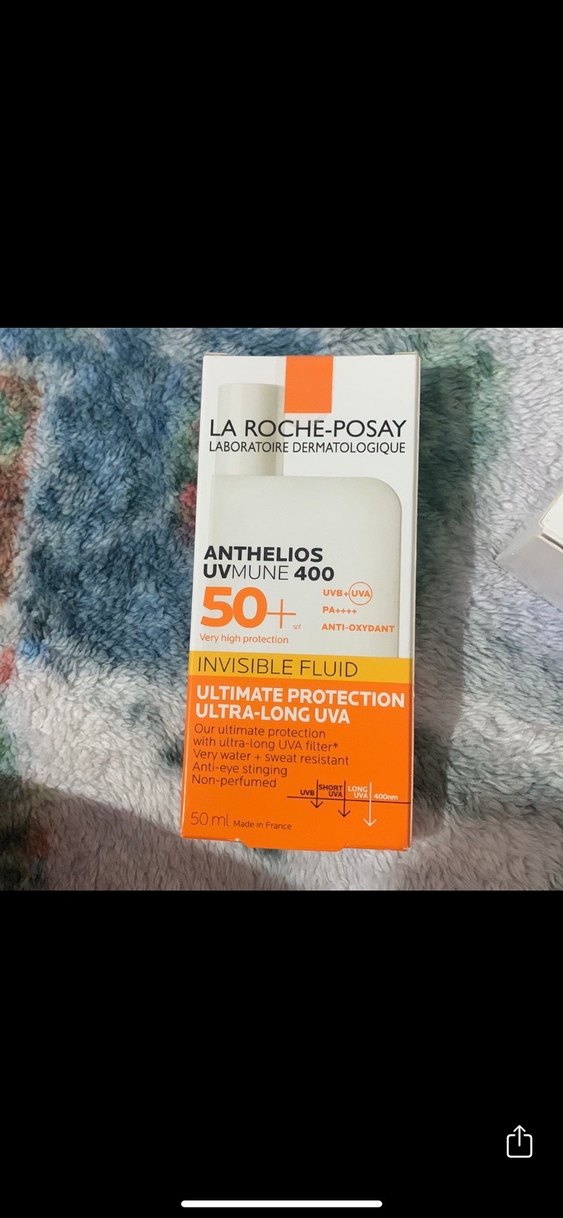 LA ROCHE-POSAY
LABORATOIRE DERMATOLOGIQUE
ANTHELIOS
UVMUNE 400
50+
spf
Very high protection
UVB+UVA
PA++++
ANTI-OXYDANT
INVISIBLE FLUID
ULTIMATE PROTECTION
ULTRA-LONG UVA
Our ultimate protection
with ultra-long UVA filter*
Very water + sweat resistant
Anti-eye stinging
Non-perfumed
UVB
SHORT UVA
LONG UVA
400nm
50 ml Made in France